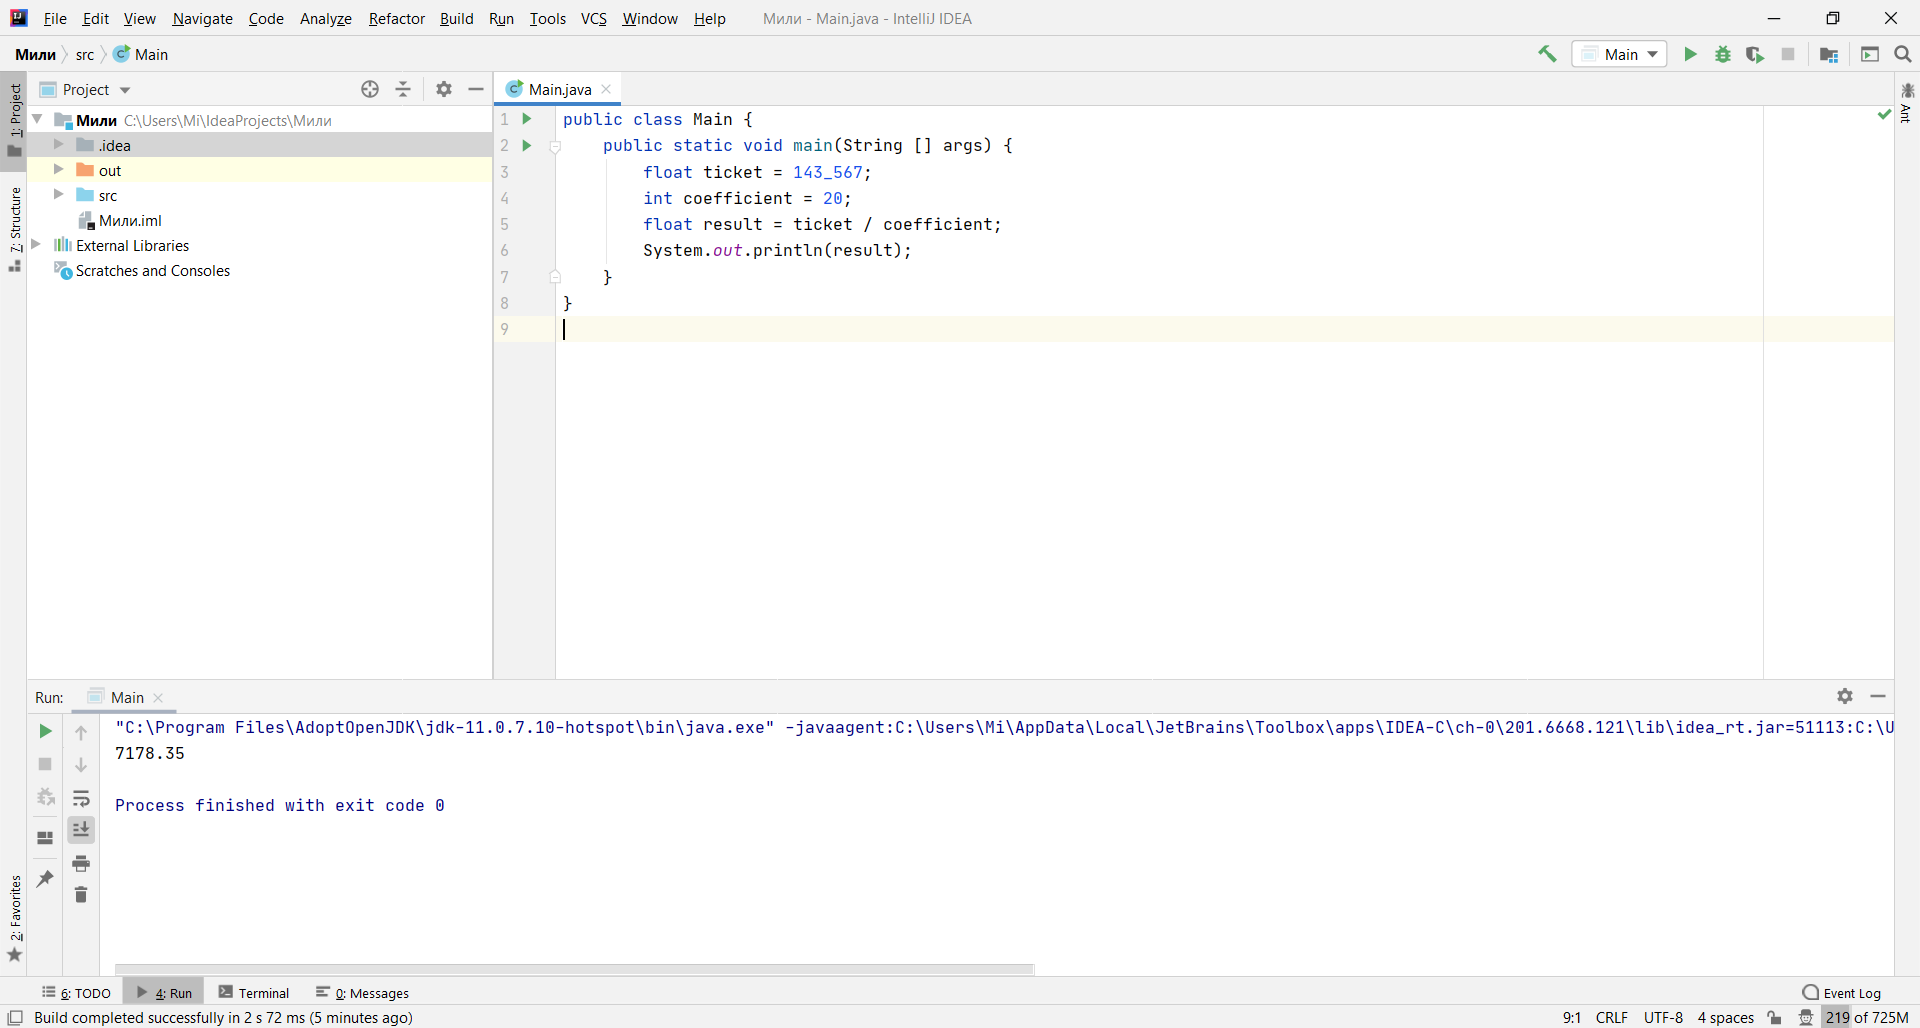 File Edit View Navigate Code Analyze Refactor Build Run Tools VCS Window Help Мили - Main.java - IntelliJ IDEA
Мили src Main
Main
Project
Main.java
Мили C:\Users\Mi\IdeaProjects\Мили
.idea
out
src
Мили.iml
External Libraries
Scratches and Consoles
1: Project
7: Structure
2: Favorites
Ant
1 public class Main {
2 public static void main(String [] args) {
3 float ticket = 143_567;
4 int coefficient = 20;
5 float result = ticket / coefficient;
6 System.out.println(result);
7 }
8 }
9
Run: Main
"C:\Program Files\AdoptOpenJDK\jdk-11.0.7.10-hotspot\bin\java.exe" -javaagent:C:\Users\Mi\AppData\Local\JetBrains\Toolbox\apps\IDEA-C\ch-0\201.6668.121\lib\idea_rt.jar=51113:C:\U
7178.35
Process finished with exit code 0
6: TODO 4: Run Terminal 0: Messages Event Log
Build completed successfully in 2 s 72 ms (5 minutes ago) 9:1 CRLF UTF-8 4 spaces 219 of 725M